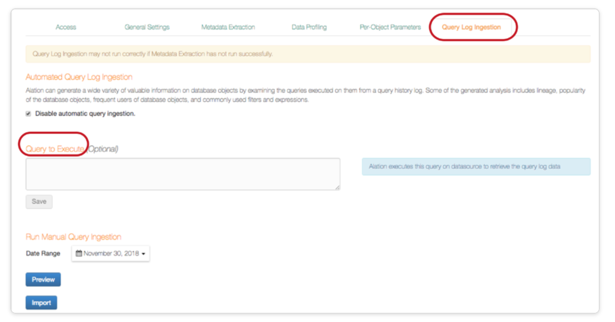 Access General Settings Metadata Extraction Data Profiling Per-Object Parameters Query Log Ingestion
Query Log Ingestion may not run correctly if Metadata Extraction has not run successfully.
Automated Query Log Ingestion
Alation can generate a wide variety of valuable information on database objects by examining the queries executed on them from a query history log. Some of the generated analysis includes lineage, popularity
of the database objects, frequent users of database objects, and commonly used filters and expressions.
Disable automatic query ingestion.
Query to Execute (Optional)
Alation executes this query on datasource to retrieve the query log data
Save
Run Manual Query Ingestion
Date Range November 30, 2018
Preview
Import